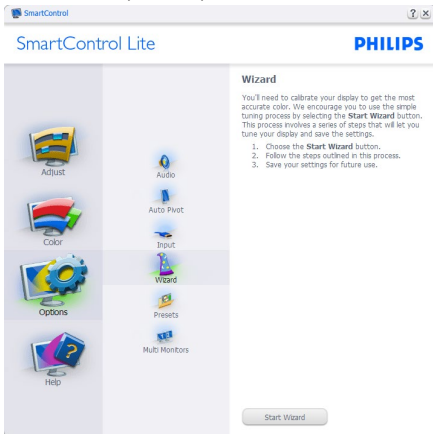 SmartControl
? ×
SmartControl Lite
PHILIPS
Adjust
Color
Options
Help
Audio
Auto Pivot
Input
Wizard
Presets
Multi Monitors
Wizard
You'll need to calibrate your display to get the most
accurate color. We encourage you to use the simple
tuning process by selecting the Start Wizard button.
This process involves a series of steps that will let you
tune your display and save the settings.
1. Choose the Start Wizard button.
2. Follow the steps outlined in this process.
3. Save your settings for future use.
Start Wizard